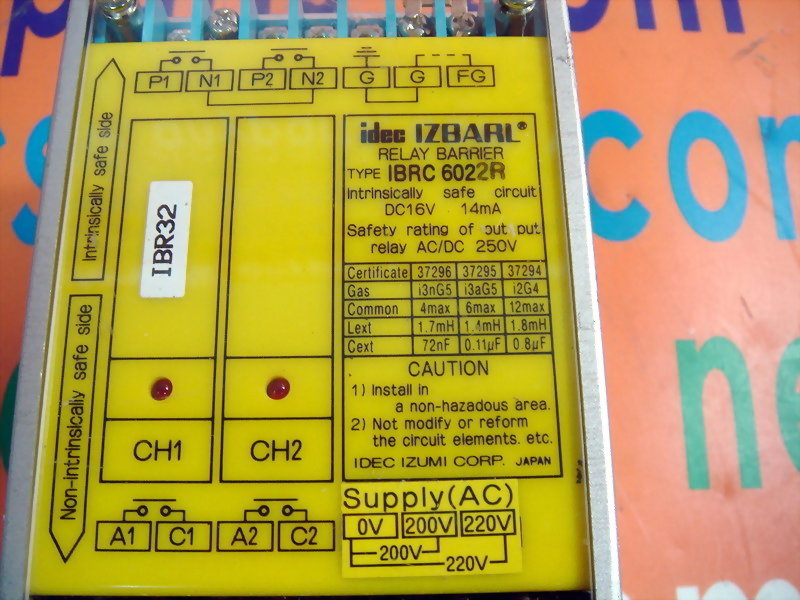 P1 N1 P2 N2 G G FG
Intrinsically safe side
Non-intrinsically safe side
IBR32
CH1 CH2
A1 C1 A2 C2
idec IZBARL®
RELAY BARRIER
TYPE IBRC 6022R
Intrinsically safe circuit
DC16V 14mA
Safety rating of output
relay AC/DC 250V
Certificate 37296 37295 37294
Gas i3nG5 i3aG5 i2G4
Common 4max 6max 12max
Lext 1.7mH 1.4mH 1.8mH
Cext 72nF 0.11µF 0.8µF
CAUTION
1) Install in
a non-hazadous area.
2) Not modify or reform
the circuit elements. etc.
IDEC IZUMI CORP. JAPAN
Supply(AC)
0V 200V 220V
200V
220V
com
ne